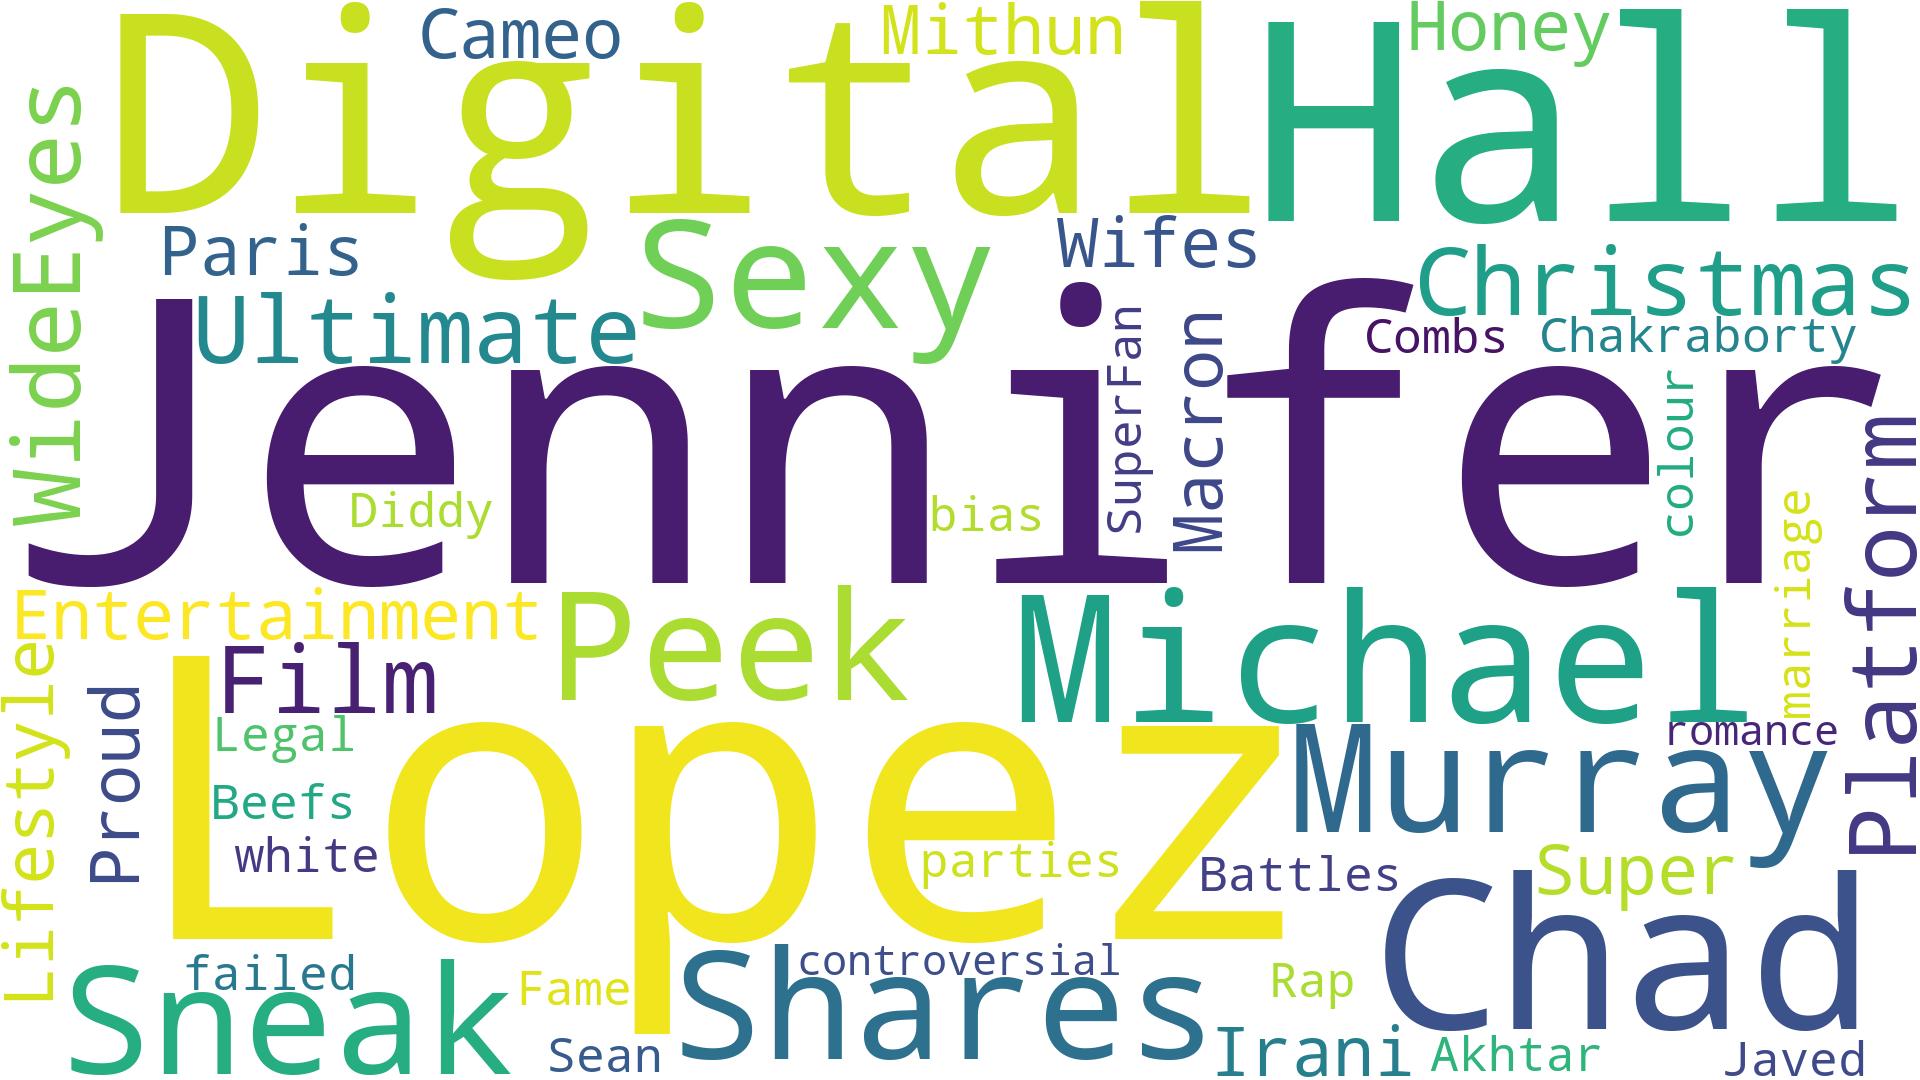 Cameo
Mithun
Honey
Digital
Hall
WideEyes
Paris
Sexy
Wifes
Christmas
Ultimate
Combs
Chakraborty
Jennifer
SuperFan
Macron
colour
Diddy
bias
marriage
Platform
Entertainment
Peek
Michael
Film
Lifestyle
Proud
Legal
romance
Lopez
Murray
Beefs
white
parties
Battles
Super
Chad
failed
controversial
Sneak
Fame
Shares
Rap
Sean
Irani
Akhtar
Javed